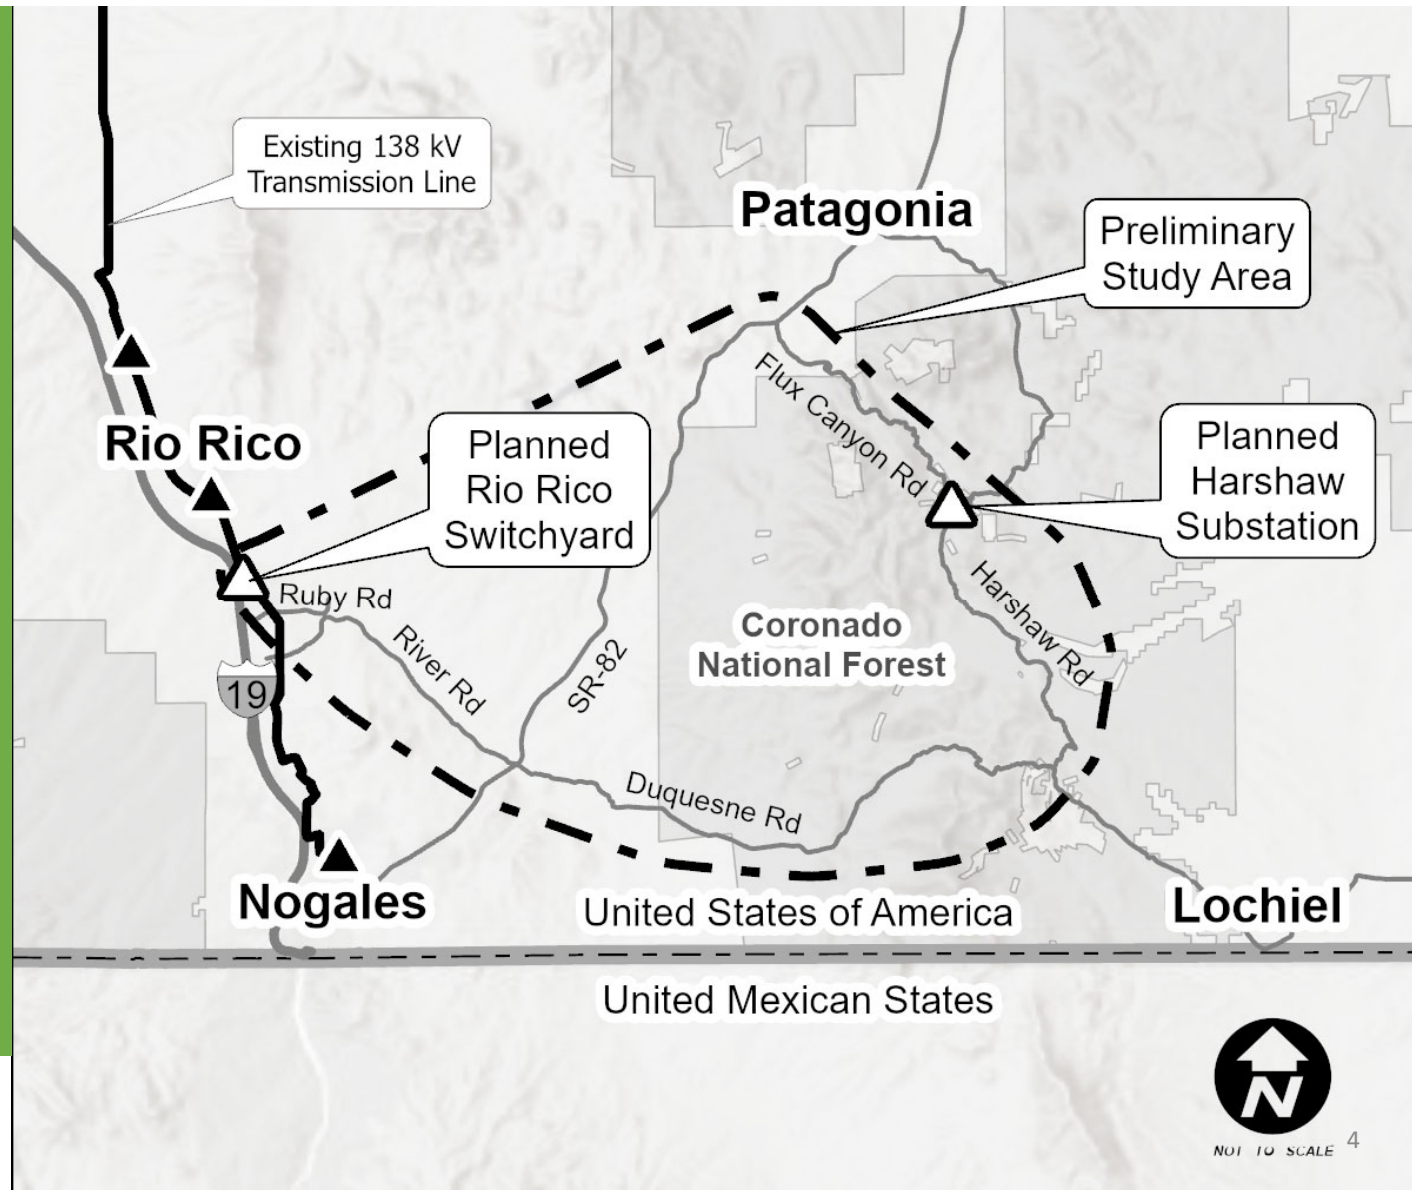 Existing 138 kV
Transmission Line
Patagonia
Preliminary
Study Area
Rio Rico
Planned
Rio Rico
Switchyard
Flux Canyon Rd
Planned
Harshaw
Substation
Ruby Rd
River Rd
SR-82
Harshaw Rd
Coronado
National Forest
19
Duquesne Rd
Nogales
United States of America
Lochiel
United Mexican States
N
NOT TO SCALE
4